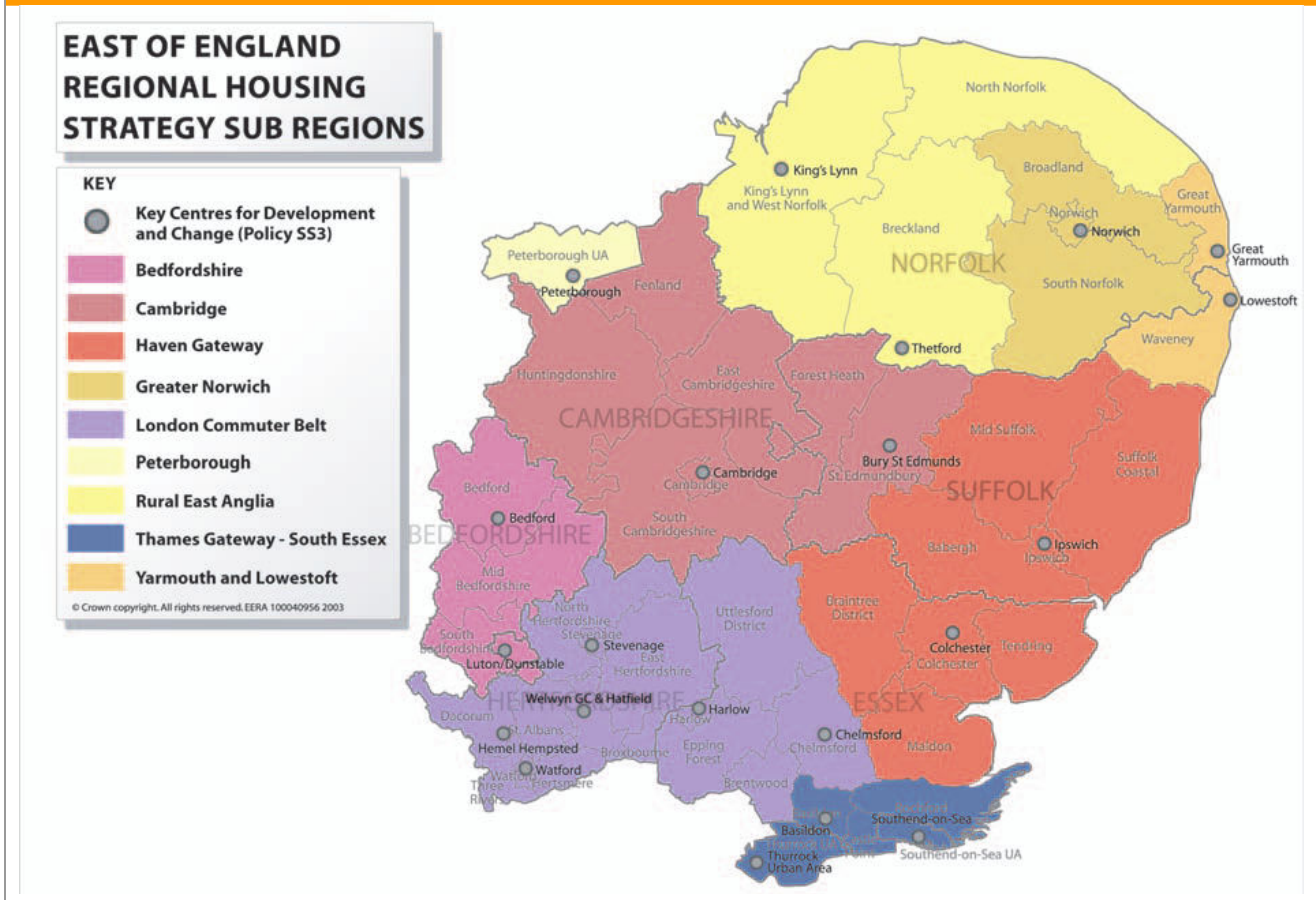 EAST OF ENGLAND
REGIONAL HOUSING
STRATEGY SUB REGIONS
KEY
Key Centres for Development
and Change (Policy SS3)
Bedfordshire
Cambridge
Haven Gateway
Greater Norwich
London Commuter Belt
Peterborough
Rural East Anglia
Thames Gateway - South Essex
Yarmouth and Lowestoft
© Crown copyright. All rights reserved. EERA 100040956 2003
North Norfolk
King's Lynn
King's Lynn
and West Norfolk
Broadland
Great
Yarmouth
Norwich
Norwich
Breckland
NORFOLK
Great
Yarmouth
South Norfolk
Lowestoft
Waveney
Thetford
Peterborough UA
Peterborough
Fenland
Huntingdonshire
East
Cambridgeshire
Forest Heath
CAMBRIDGESHIRE
Mid Suffolk
Bury St Edmunds
St. Edmundsbury
Suffolk
Coastal
SUFFOLK
Cambridge
Cambridge
South
Cambridgeshire
Bedford
Bedford
BEDFORDSHIRE
Mid
Bedfordshire
Babergh
Ipswich
Ipswich
North
Hertfordshire
Stevenage
Stevenage
Uttlesford
District
Braintree
District
South
Bedfordshire
Luton/Dunstable
East
Hertfordshire
Colchester
Colchester
Tendring
Welwyn GC & Hatfield
HERTFORDSHIRE
Harlow
Harlow
ESSEX
Dacorum
St. Albans
Hemel Hempsted
Broxbourne
Epping
Forest
Chelmsford
Chelmsford
Maldon
Watford
Watford
Hertsmere
Three
Rivers
Brentwood
Basildon
Southend-on-Sea
Point
Southend-on-Sea UA
Thurrock
Urban Area